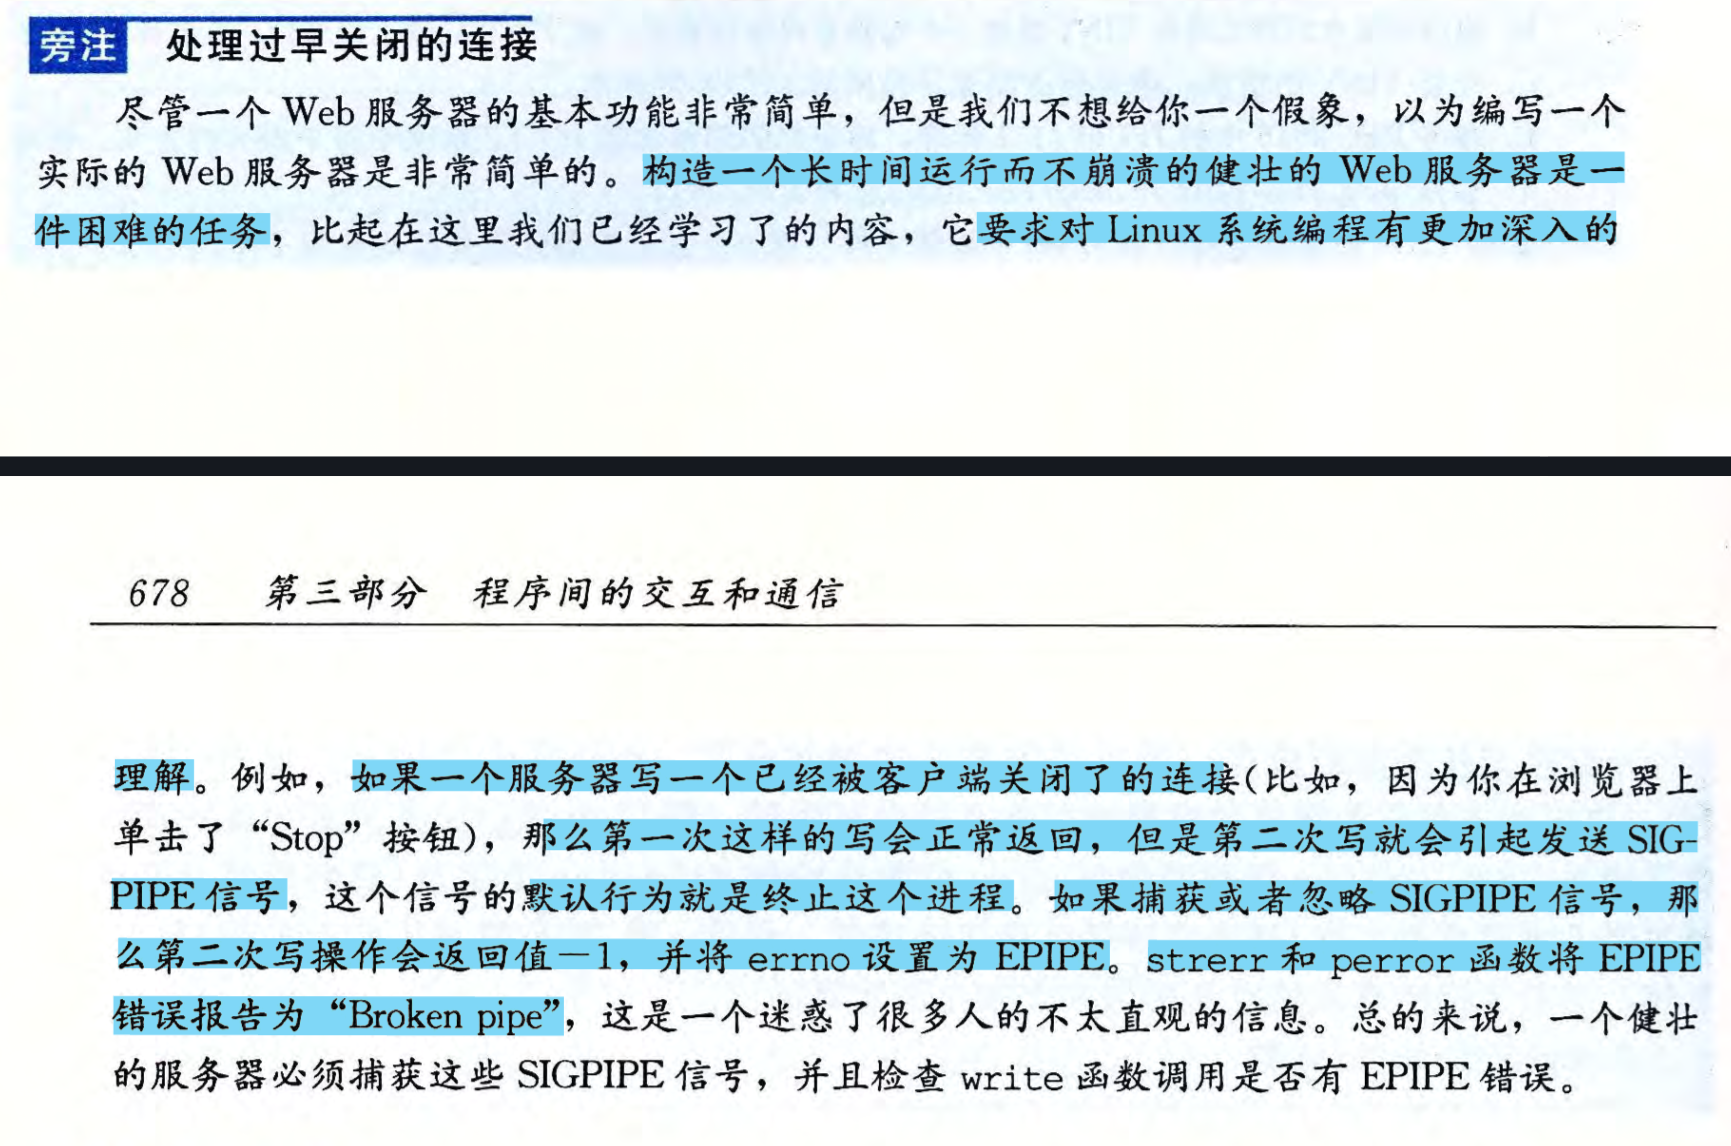 旁注 处理过早关闭的连接
尽管一个 Web 服务器的基本功能非常简单，但是我们不想给你一个假象，以为编写一个
实际的 Web 服务器是非常简单的。构造一个长时间运行而不崩溃的健壮的 Web 服务器是一
件困难的任务，比起在这里我们已经学习了的内容，它要求对 Linux 系统编程有更加深入的
678 第三部分 程序间的交互和通信
理解。例如，如果一个服务器写一个已经被客户端关闭了的连接(比如，因为你在浏览器上
单击了“Stop”按钮)，那么第一次这样的写会正常返回，但是第二次写就会引起发送 SIG-
PIPE 信号，这个信号的默认行为就是终止这个进程。如果捕获或者忽略 SIGPIPE 信号，那
么第二次写操作会返回值－1，并将 errno 设置为 EPIPE。strerr 和 perror 函数将 EPIPE
错误报告为“Broken pipe”，这是一个迷惑了很多人的不太直观的信息。总的来说，一个健壮
的服务器必须捕获这些 SIGPIPE 信号，并且检查 write 函数调用是否有 EPIPE 错误。